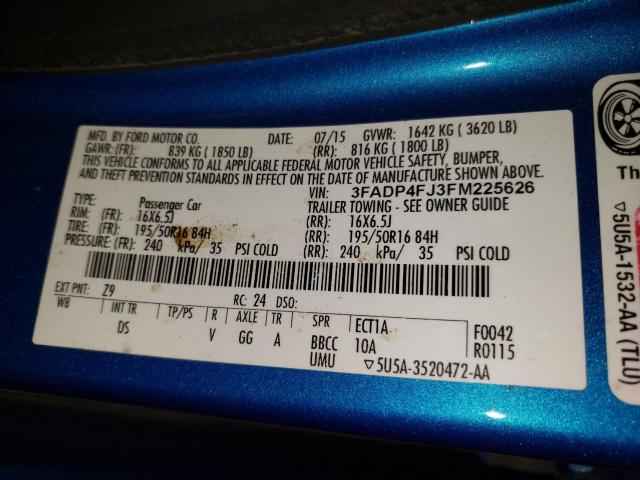 MFD. BY FORD MOTOR CO. DATE: 07/15 GVWR: 1642 KG ( 3620 LB)
GAWR: (FR): 839 KG ( 1850 LB) (RR): 816 KG ( 1800 LB)
THIS VEHICLE CONFORMS TO ALL APPLICABLE FEDERAL MOTOR VEHICLE SAFETY, BUMPER,
AND THEFT PREVENTION STANDARDS IN EFFECT ON THE DATE OF MANUFACTURE SHOWN ABOVE.
VIN: 3FADP4FJ3FM225626
TYPE: Passenger Car TRAILER TOWING - SEE OWNER GUIDE
RIM: (FR) 16X6.5J (RR) 16X6.5J
TIRE: (FR) 195/50R16 84H (RR) 195/50R16 84H
PRESSURE: (FR) 240 kPa/ 35 PSI COLD (RR) 240 kPa/ 35 PSI COLD
EXT PNT: Z9 RC: 24 DSO:
WB INT TR TP/PS R AXLE TR SPR ECT1A F0042
DS V GG A BBCC 10A R0115
UMU ▽5U5A-3520472-AA
Th
▽5U5A-1532-AA (TLU)